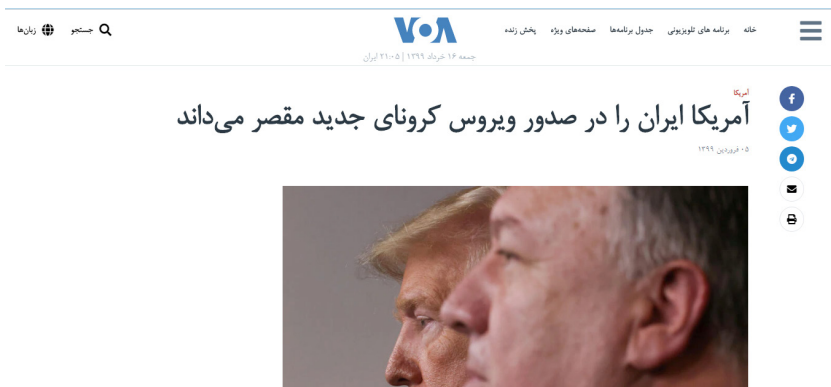 خانه
برنامه های تلویزیونی
جدول برنامه‌ها
صفحه‌های ویژه
پخش زنده
VOA
جستجو
زبان‌ها
جمعه ۱۶ خرداد ۱۳۹۹ | ۲۱:۰۵ ایران
آمریکا
آمریکا ایران را در صدور ویروس کرونای جدید مقصر می‌داند
۰۵ فروردین ۱۳۹۹